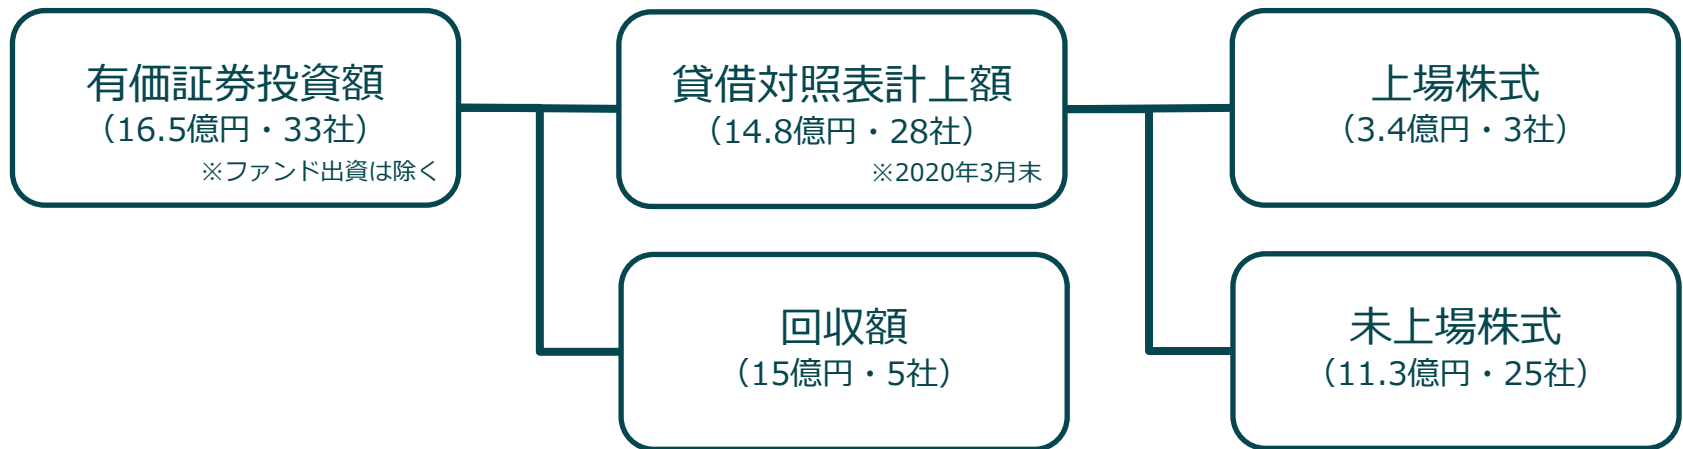 有価証券投資額
（16.5億円・33社）
※ファンド出資は除く
貸借対照表計上額
（14.8億円・28社）
※2020年3月末
上場株式
（3.4億円・3社）
回収額
（15億円・5社）
未上場株式
（11.3億円・25社）